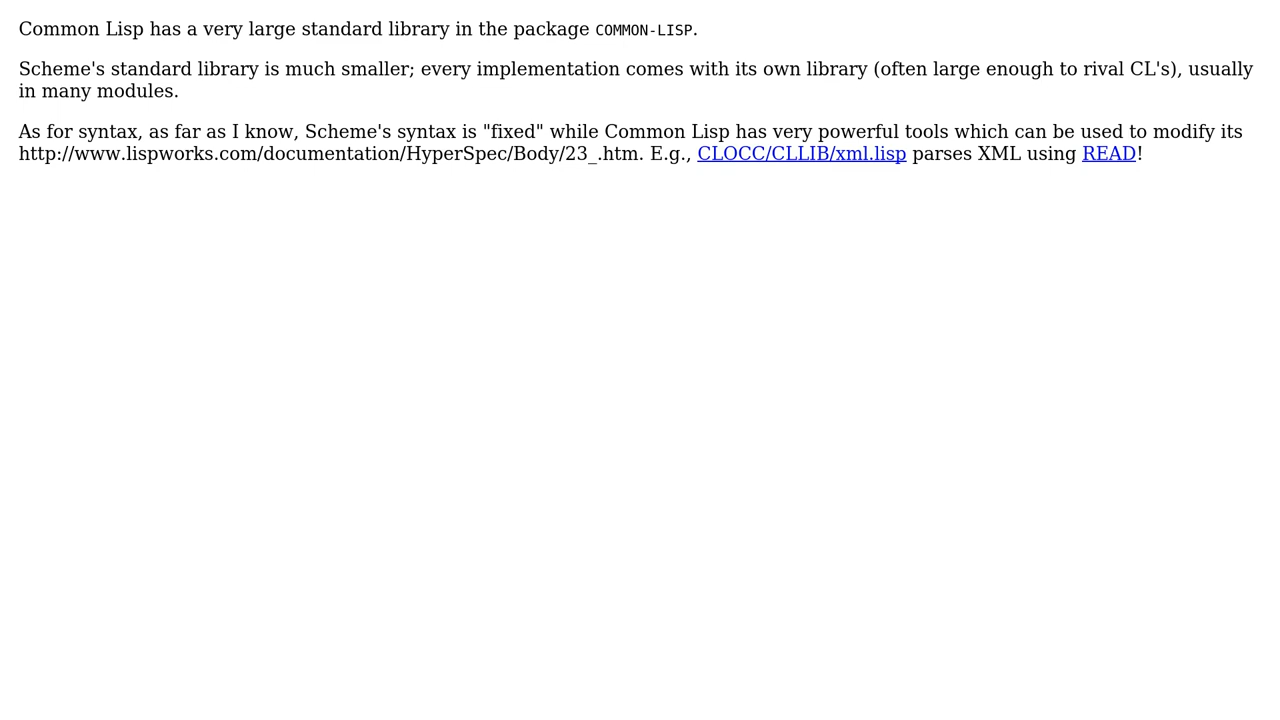 Common Lisp has a very large standard library in the package COMMON-LISP.
Scheme's standard library is much smaller; every implementation comes with its own library (often large enough to rival CL's), usually
in many modules.
As for syntax, as far as I know, Scheme's syntax is "fixed" while Common Lisp has very powerful tools which can be used to modify its
http://www.lispworks.com/documentation/HyperSpec/Body/23_.htm. E.g., CLOCC/CLLIB/xml.lisp parses XML using READ!